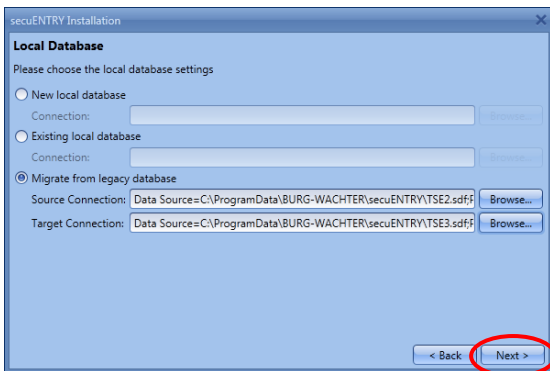 secuENTRY Installation
Local Database
Please choose the local database settings
New local database
Connection: Browse...
Existing local database
Connection: Browse...
Migrate from legacy database
Source Connection: Data Source=C:\ProgramData\BURG-WACHTER\secuENTRY\TSE2.sdf;F Browse...
Target Connection: Data Source=C:\ProgramData\BURG-WACHTER\secuENTRY\TSE3.sdf;F Browse...
< Back Next >